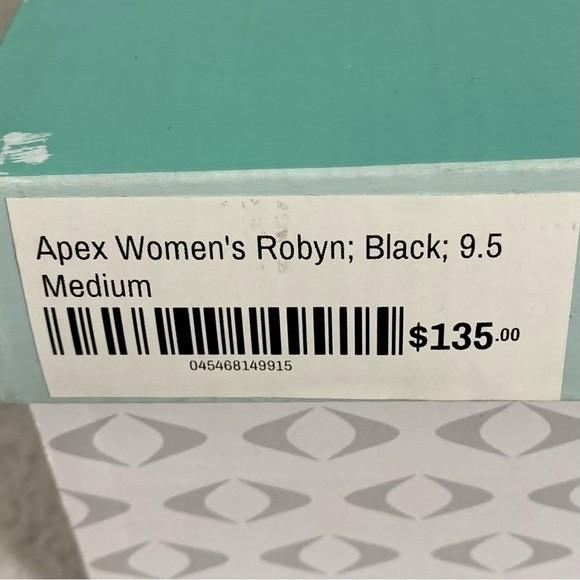 Apex Women's Robyn; Black; 9.5
Medium
$135.00
045468149915